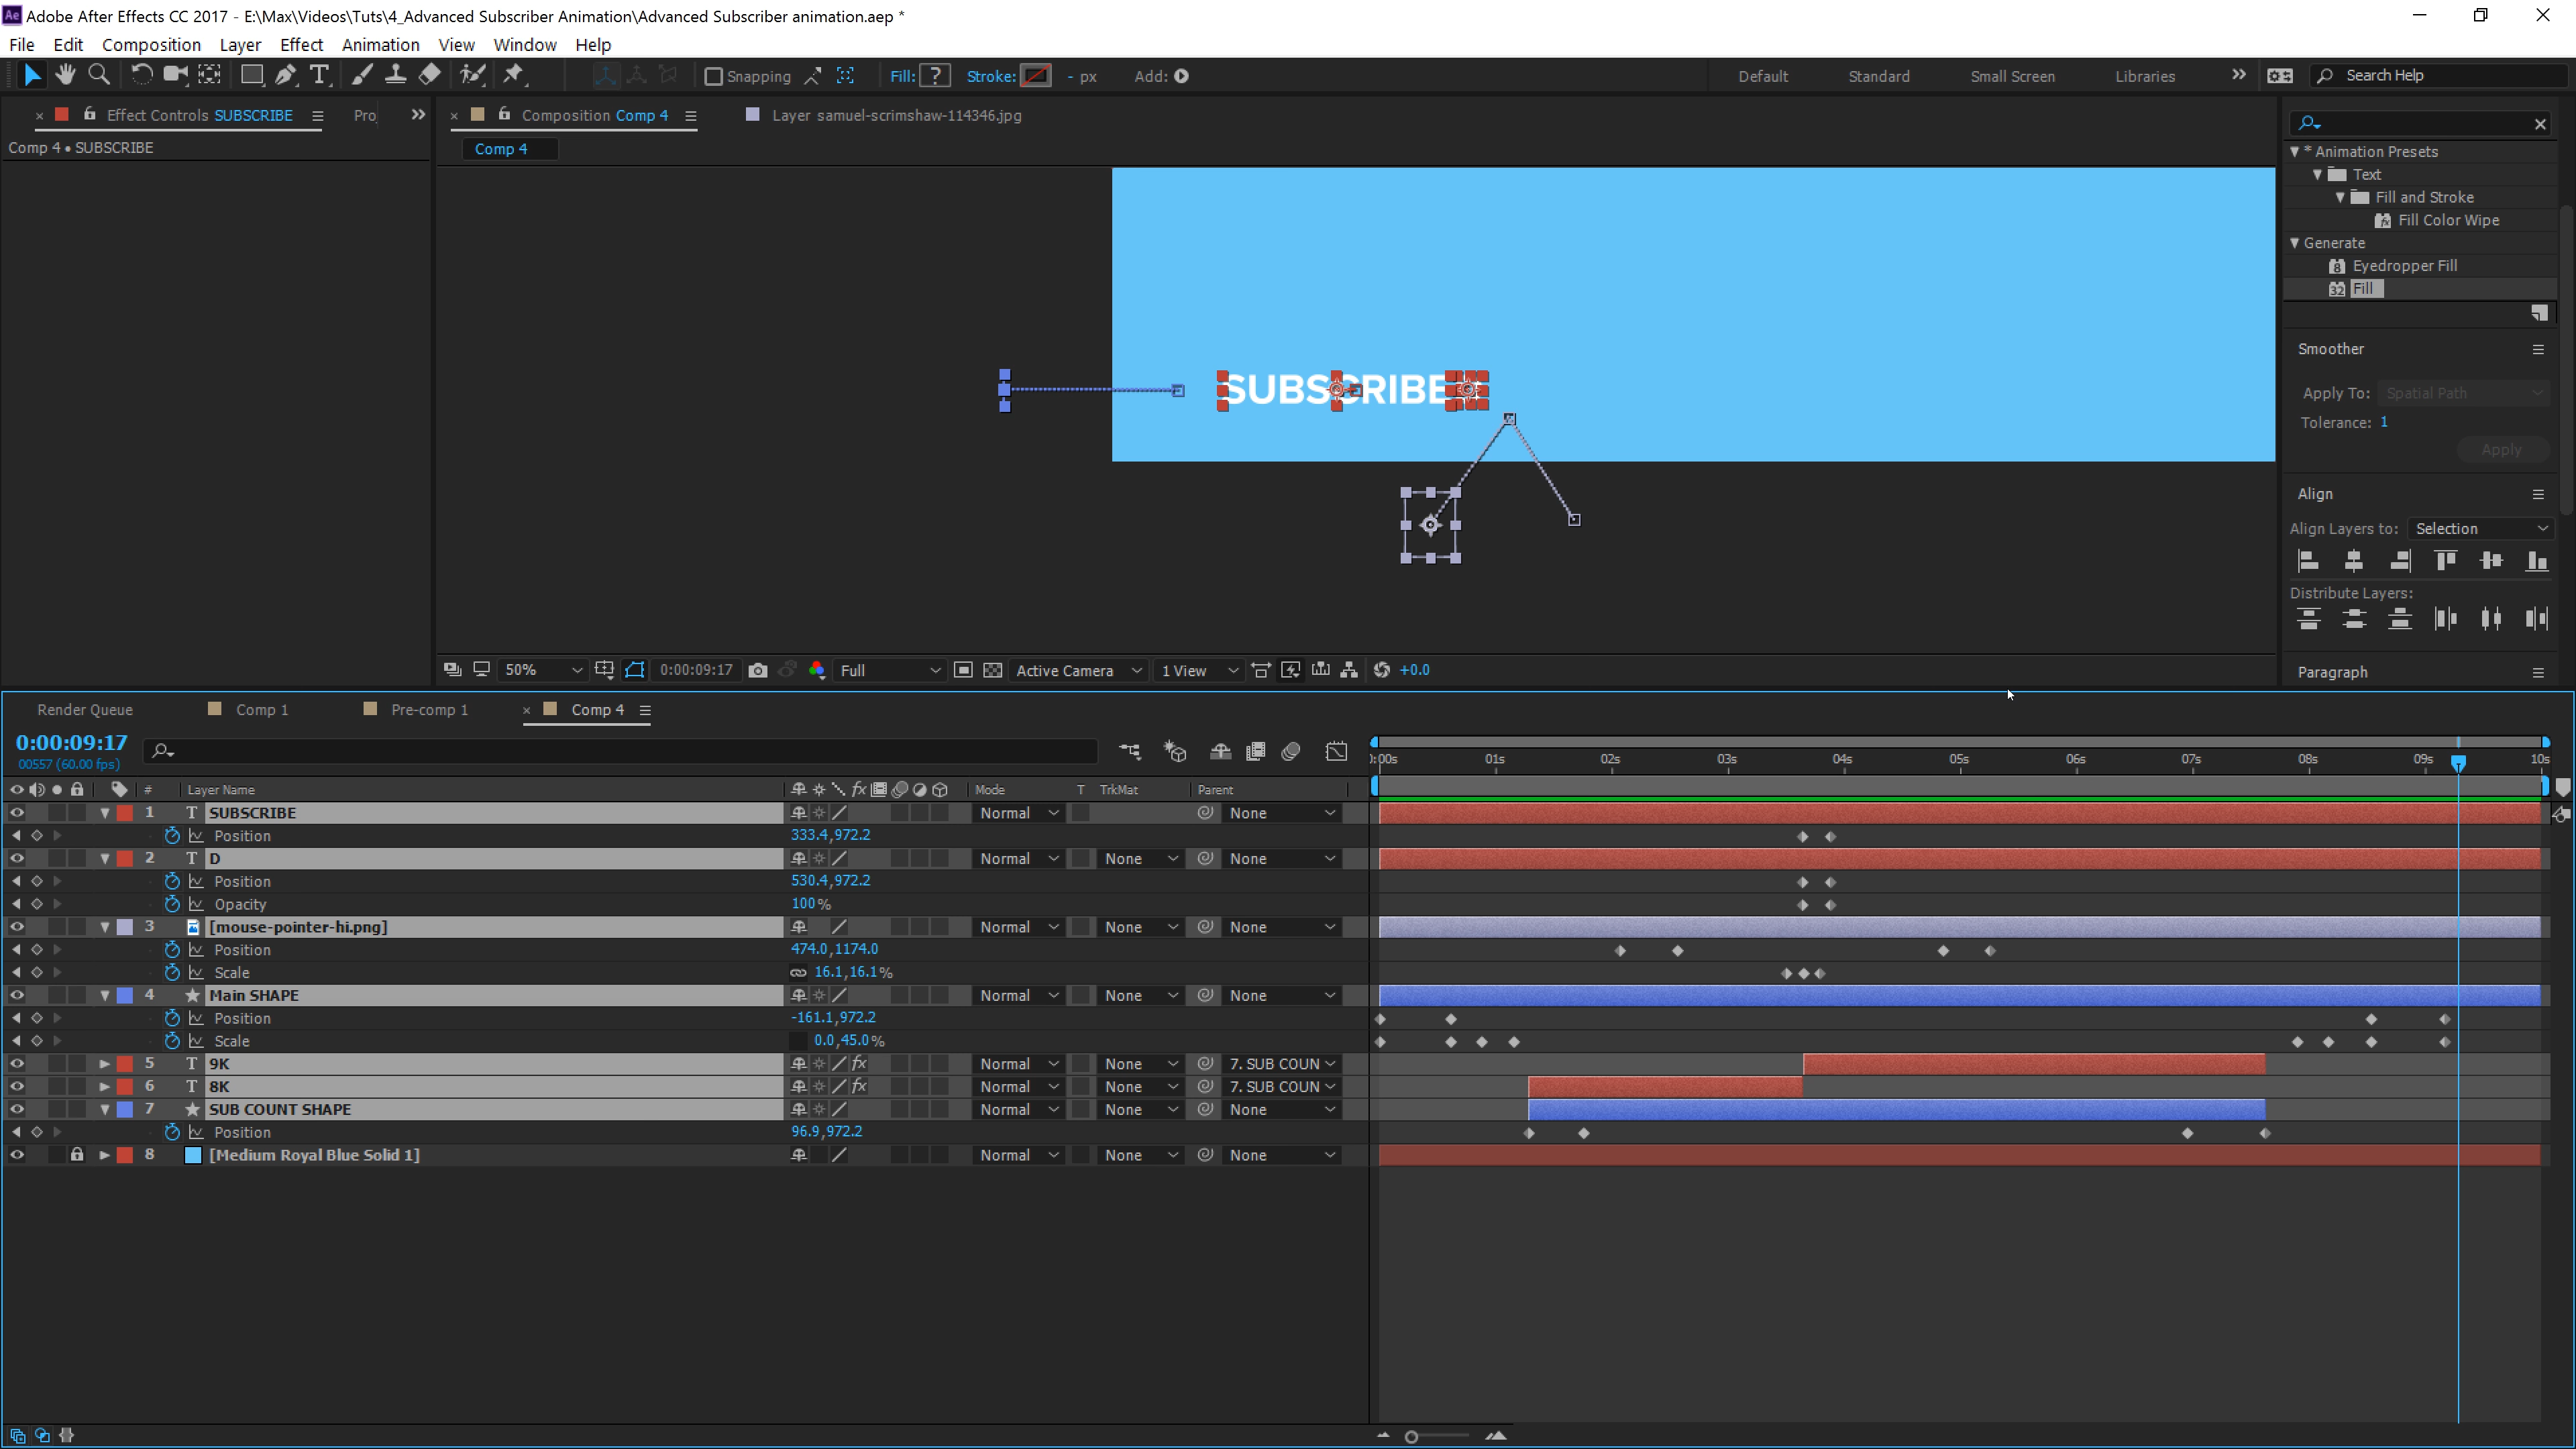 Ae Adobe After Effects CC 2017 - E:\Max\Videos\Tuts\4_Advanced Subscriber Animation\Advanced Subscriber animation.aep *
File Edit Composition Layer Effect Animation View Window Help
Snapping Fill: ? Stroke: - px Add: Default Standard Small Screen Libraries Search Help
Effect Controls SUBSCRIBE Pro Composition Comp 4 Layer samuel-scrimshaw-114346.jpg
Comp 4 • SUBSCRIBE
Comp 4
* Animation Presets
Text
Fill and Stroke
Fill Color Wipe
Generate
Eyedropper Fill
Fill
SUBSCRIBE
Smoother
Apply To: Spatial Path
Tolerance: 1
Apply
Align
Align Layers to: Selection
Distribute Layers:
Paragraph
50% 0:00:09:17 Full Active Camera 1 View +0.0
Render Queue Comp 1 Pre-comp 1 Comp 4
0:00:09:17
00557 (60.00 fps)
:00s 01s 02s 03s 04s 05s 06s 07s 08s 09s 10s
# Layer Name Mode T TrkMat Parent
1 T SUBSCRIBE Normal None
Position 333.4,972.2
2 T D Normal None None
Position 530.4,972.2
Opacity 100%
3 [mouse-pointer-hi.png] Normal None None
Position 474.0,1174.0
Scale 16.1,16.1%
4 Main SHAPE Normal None None
Position -161.1,972.2
Scale 0.0,45.0%
5 T 9K fx Normal None 7. SUB COUN
6 T 8K fx Normal None 7. SUB COUN
7 SUB COUNT SHAPE Normal None None
Position 96.9,972.2
8 [Medium Royal Blue Solid 1] Normal None None